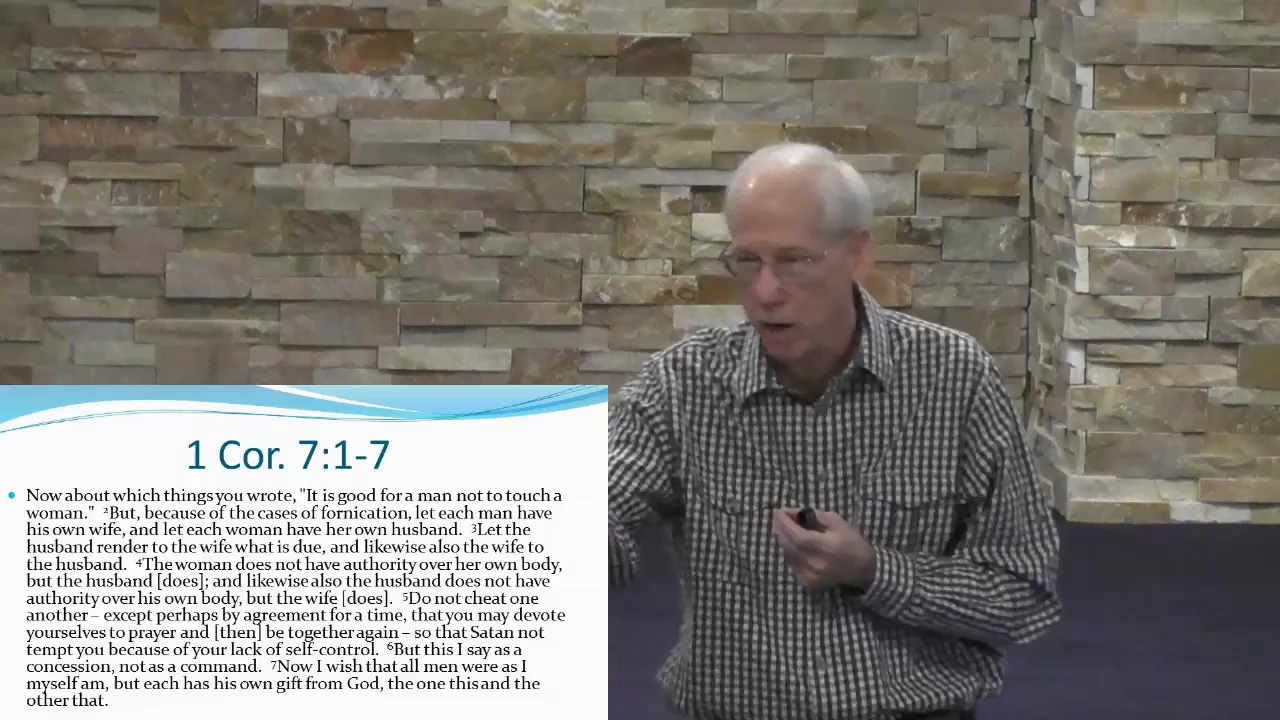 1 Cor. 7:1-7
• Now about which things you wrote, "It is good for a man not to touch a
woman." ²But, because of the cases of fornication, let each man have
his own wife, and let each woman have her own husband. ³Let the
husband render to the wife what is due, and likewise also the wife to
the husband. ⁴The woman does not have authority over her own body,
but the husband [does]; and likewise also the husband does not have
authority over his own body, but the wife [does]. ⁵Do not cheat one
another – except perhaps by agreement for a time, that you may devote
yourselves to prayer and [then] be together again – so that Satan not
tempt you because of your lack of self-control. ⁶But this I say as a
concession, not as a command. ⁷Now I wish that all men were as I
myself am, but each has his own gift from God, the one this and the
other that.